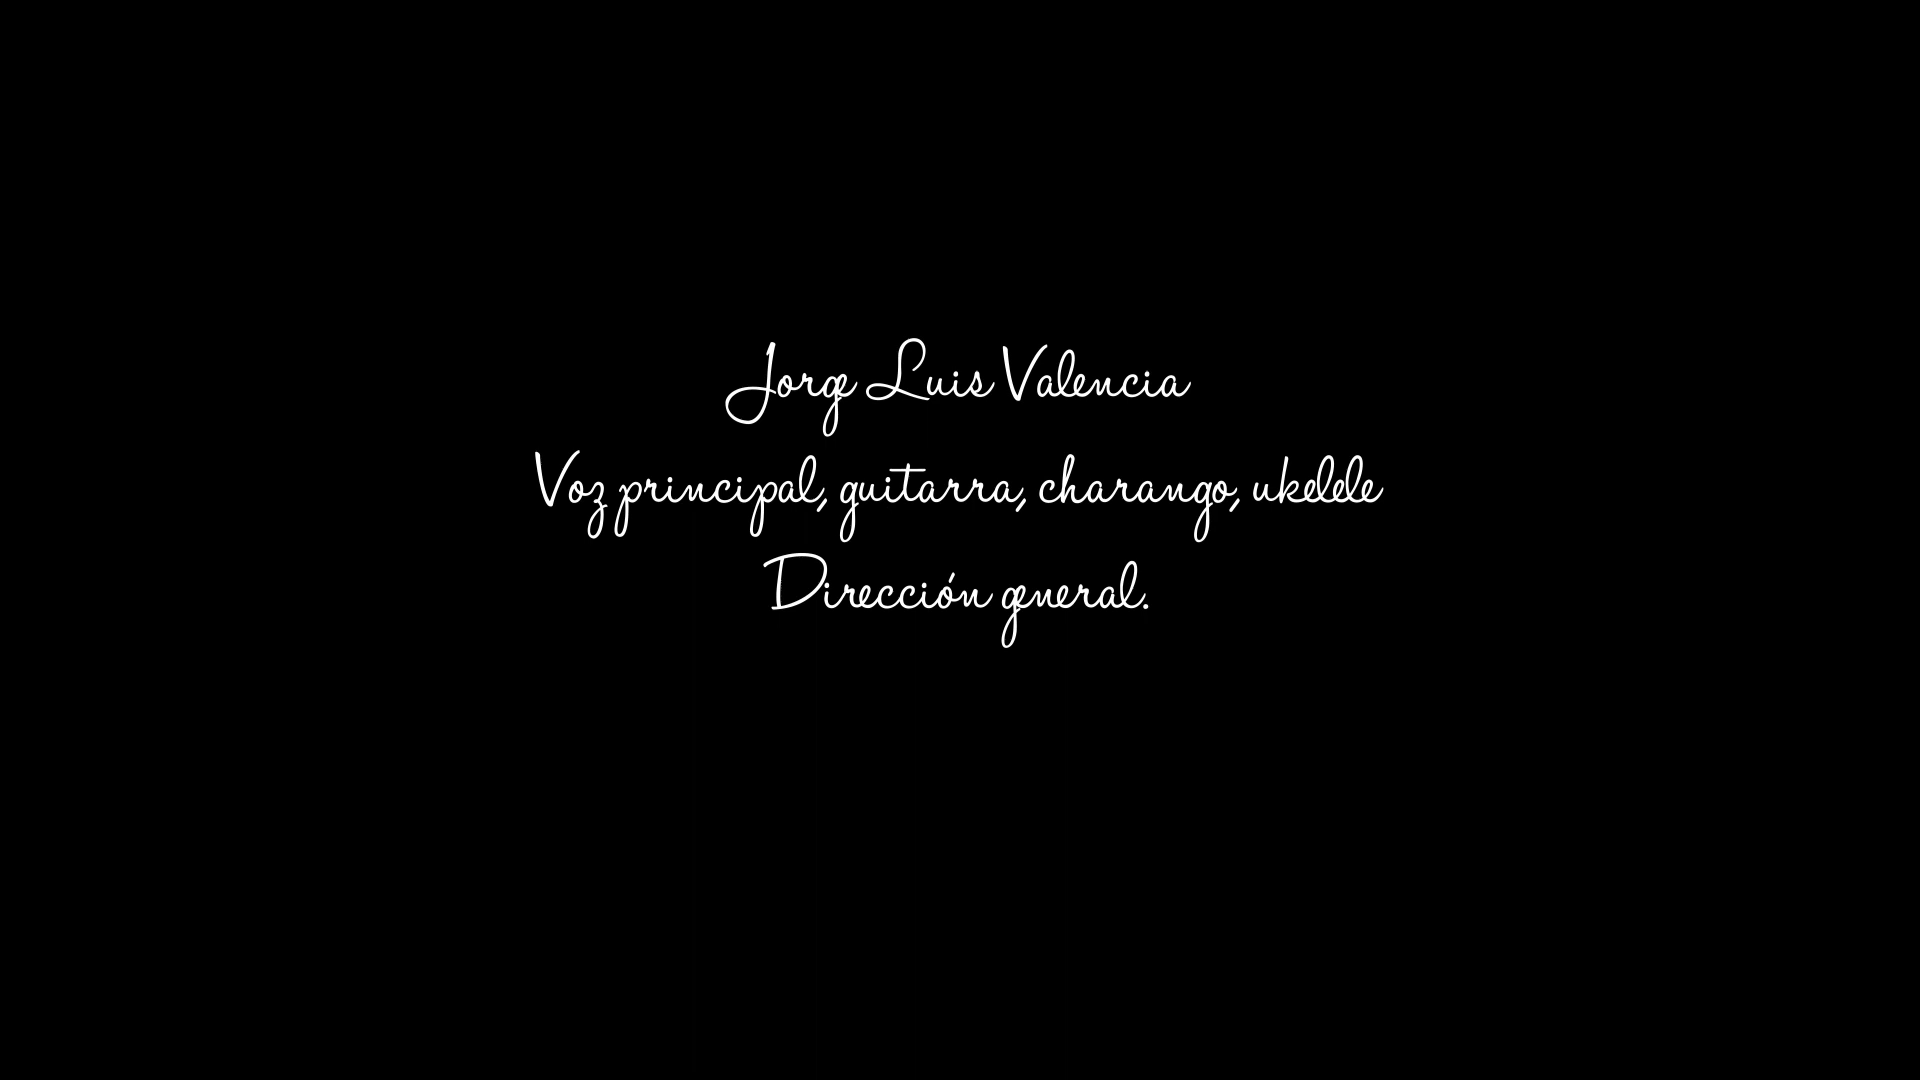 Jorge Luis Valencia
Voz principal, guitarra, charango, ukelele
Dirección general.